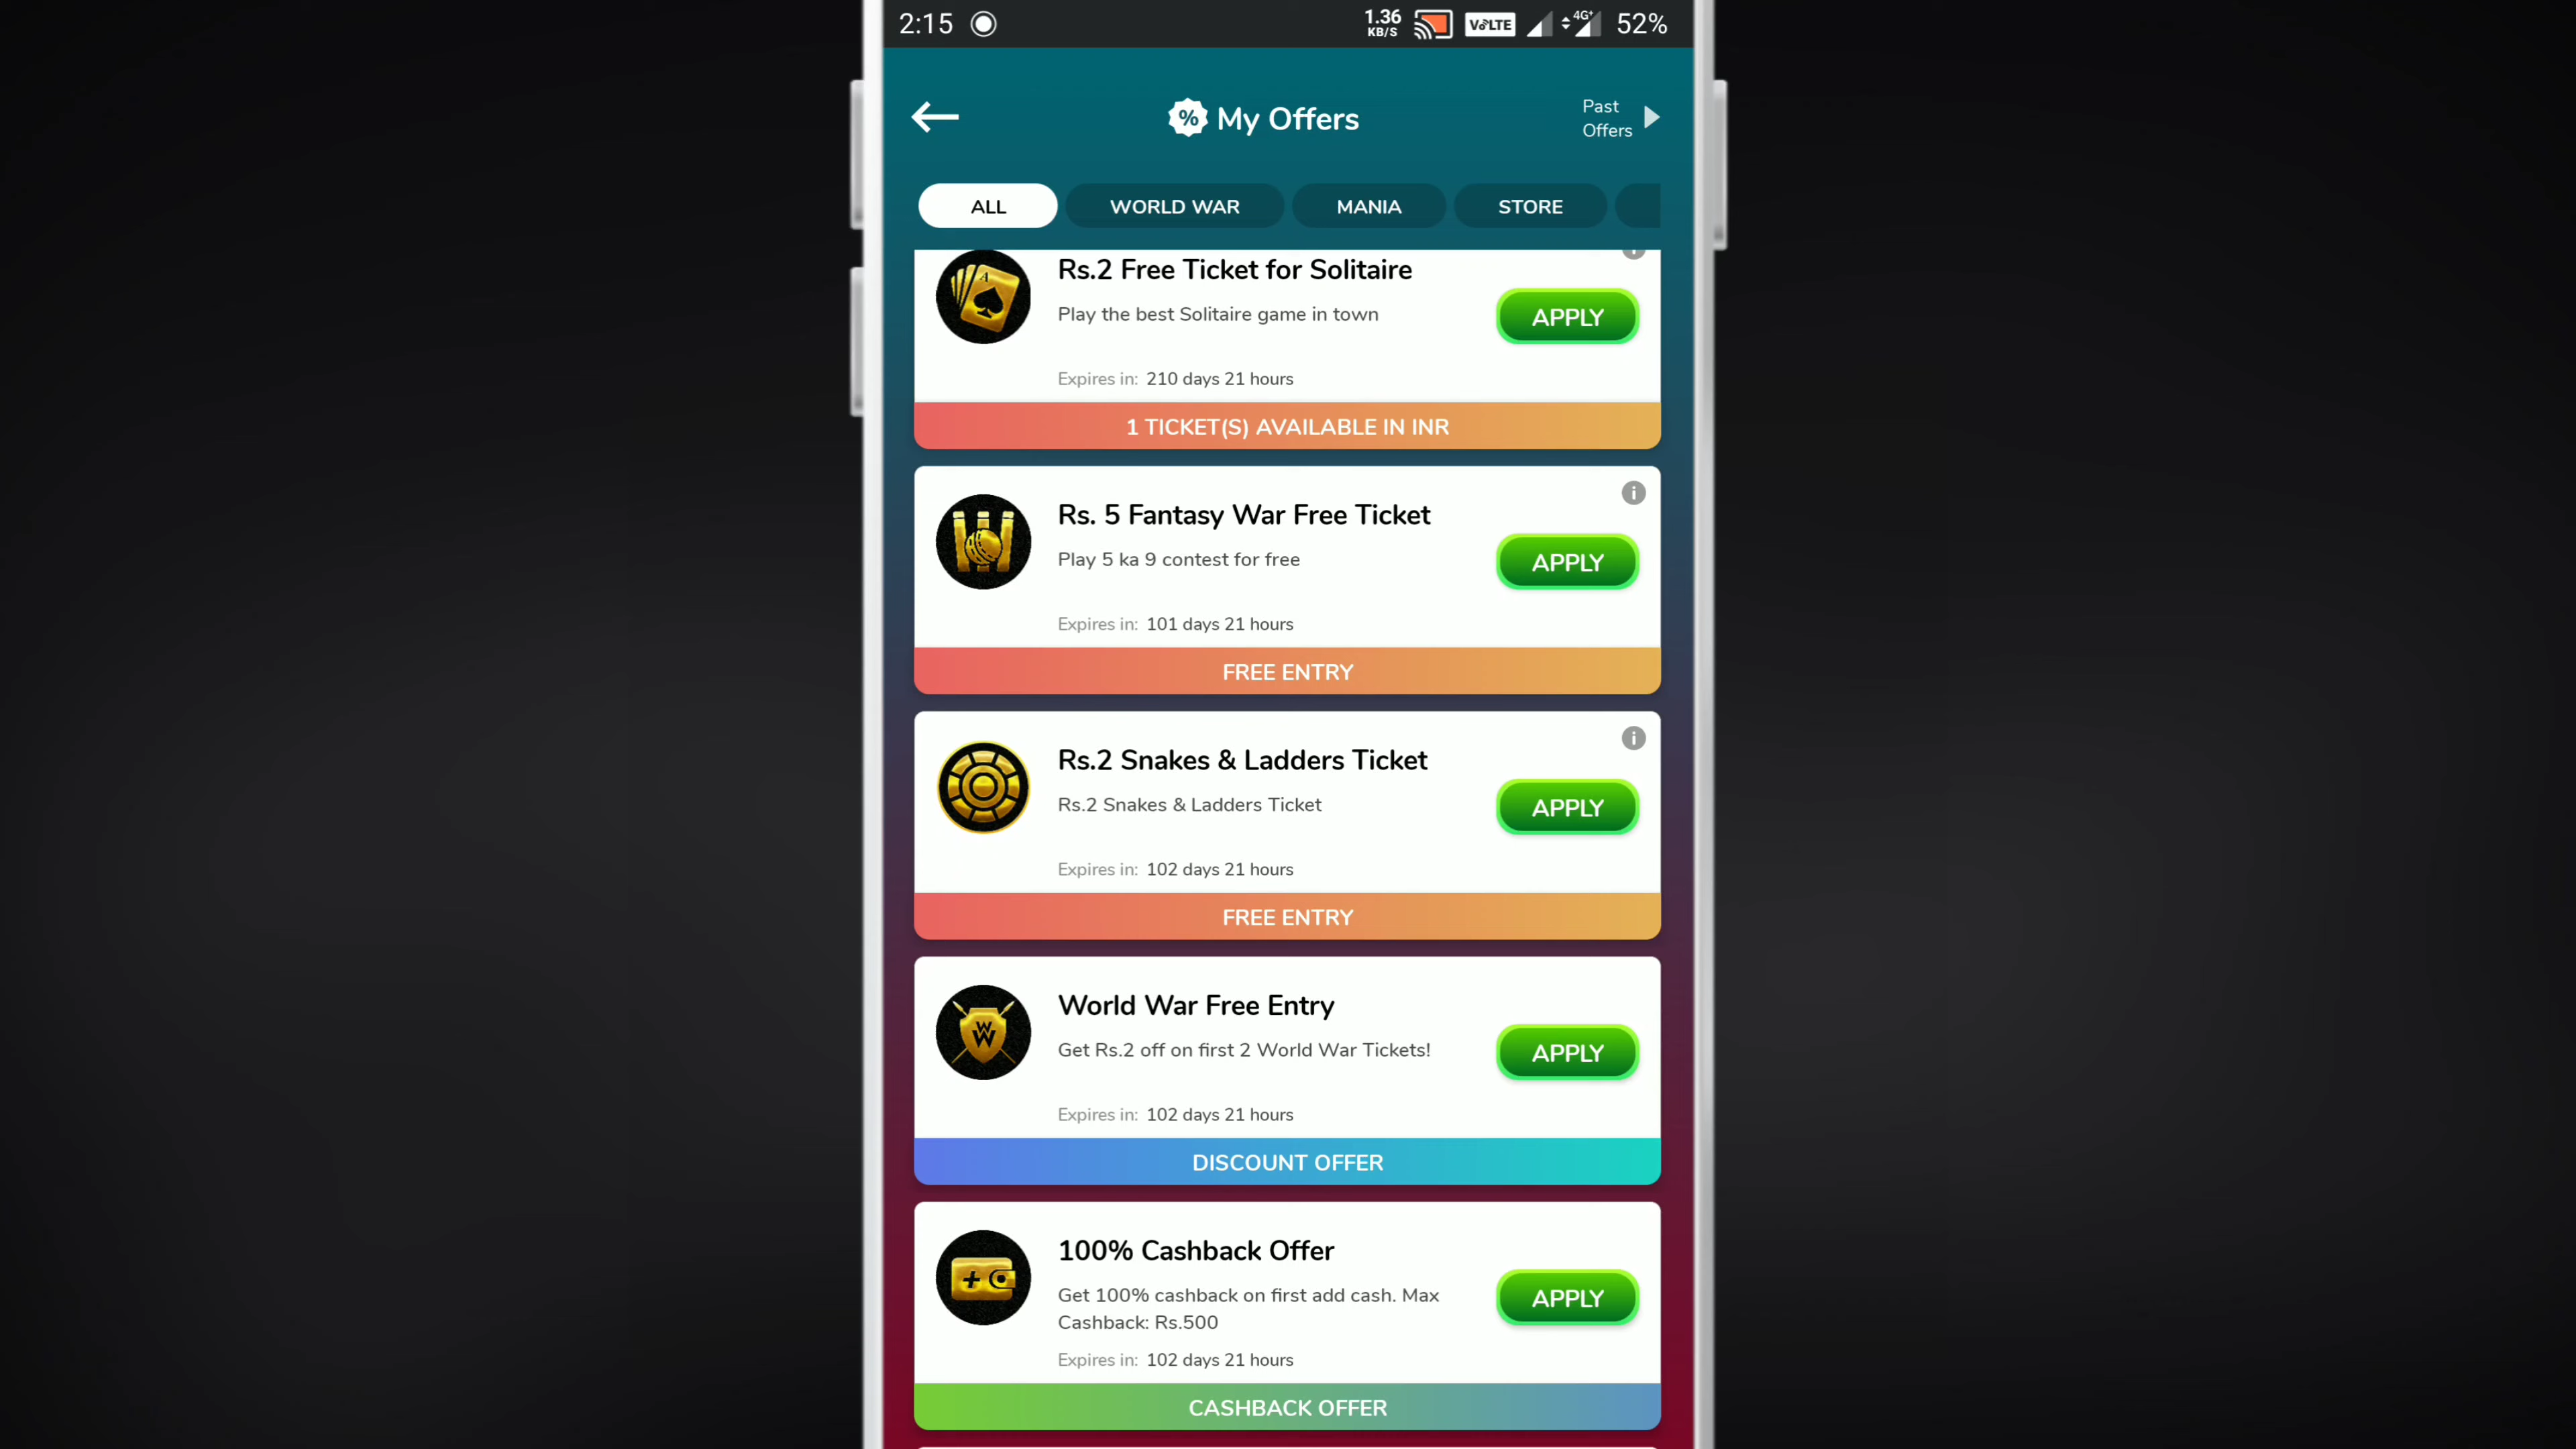 2:15 1.36 KB/S VoLTE 4G+ 52%
% My Offers
Past
Offers
ALL WORLD WAR MANIA STORE
Rs.2 Free Ticket for Solitaire
Play the best Solitaire game in town
APPLY
Expires in: 210 days 21 hours
1 TICKET(S) AVAILABLE IN INR
Rs. 5 Fantasy War Free Ticket
Play 5 ka 9 contest for free
APPLY
Expires in: 101 days 21 hours
FREE ENTRY
Rs.2 Snakes & Ladders Ticket
Rs.2 Snakes & Ladders Ticket
APPLY
Expires in: 102 days 21 hours
FREE ENTRY
World War Free Entry
Get Rs.2 off on first 2 World War Tickets!
APPLY
Expires in: 102 days 21 hours
DISCOUNT OFFER
100% Cashback Offer
Get 100% cashback on first add cash. Max
Cashback: Rs.500
APPLY
Expires in: 102 days 21 hours
CASHBACK OFFER